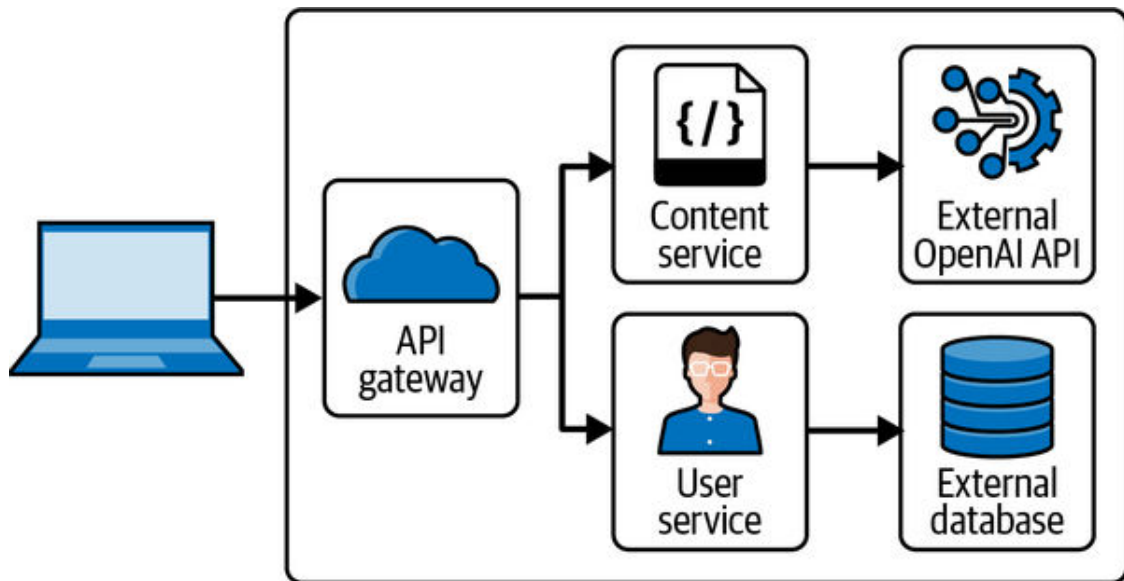 {/}
Content
service
External
OpenAI API
API
gateway
User
service
External
database